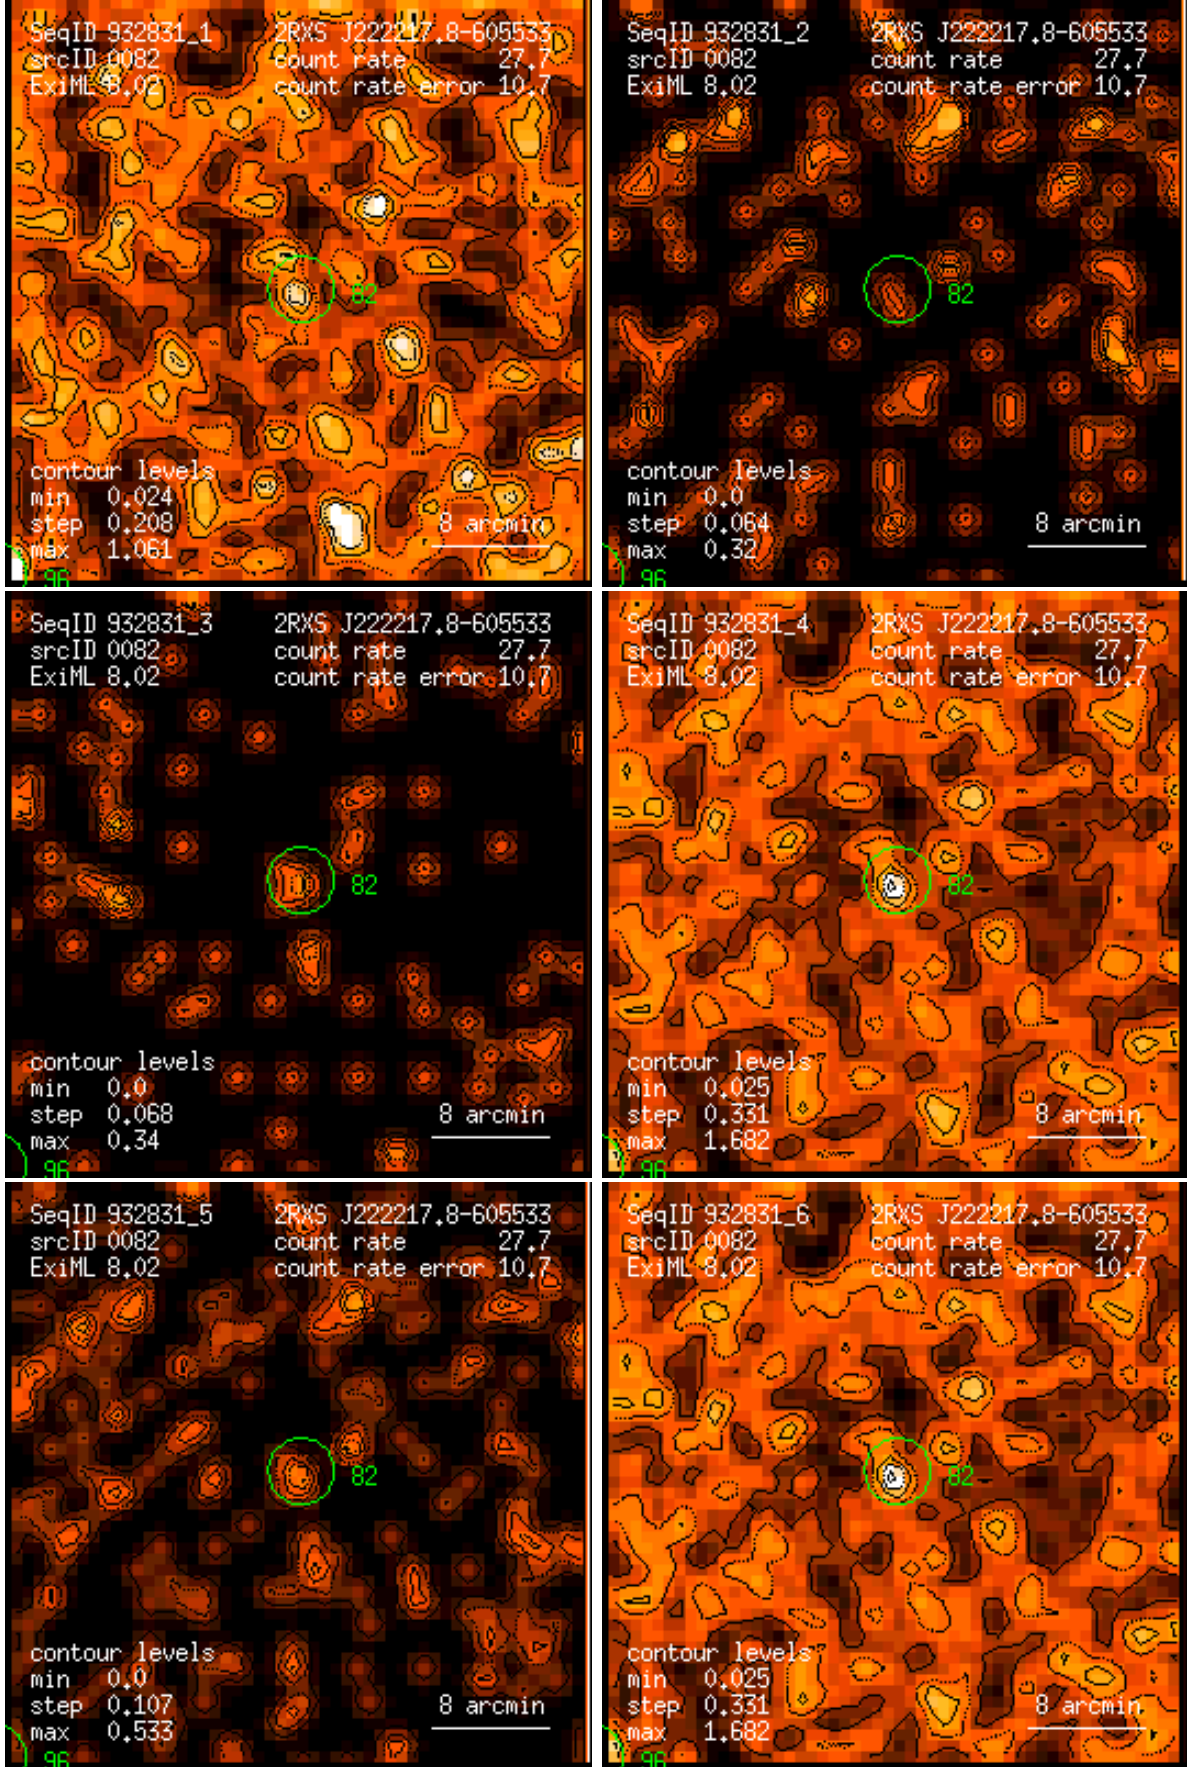 SeqID 932831_1 2RXS J222217.8-605533
srcID 0082 count rate 27.7
ExiML 8.02 count rate error 10.7
82
contour levels
min 0.024
step 0.208 8 arcmin
max 1.061
96
SeqID 932831_2 2RXS J222217.8-605533
srcID 0082 count rate 27.7
ExiML 8.02 count rate error 10.7
82
contour levels
min 0.0
step 0.064 8 arcmin
max 0.32
96
SeqID 932831_3 2RXS J222217.8-605533
srcID 0082 count rate 27.7
ExiML 8.02 count rate error 10.7
82
contour levels
min 0.0
step 0.068 8 arcmin
max 0.34
96
SeqID 932831_4 2RXS J222217.8-605533
srcID 0082 count rate 27.7
ExiML 8.02 count rate error 10.7
82
contour levels
min 0.025
step 0.331 8 arcmin
max 1.682
96
SeqID 932831_5 2RXS J222217.8-605533
srcID 0082 count rate 27.7
ExiML 8.02 count rate error 10.7
82
contour levels
min 0.0
step 0.107 8 arcmin
max 0.533
96
SeqID 932831_6 2RXS J222217.8-605533
srcID 0082 count rate 27.7
ExiML 8.02 count rate error 10.7
82
contour levels
min 0.025
step 0.331 8 arcmin
max 1.682
96